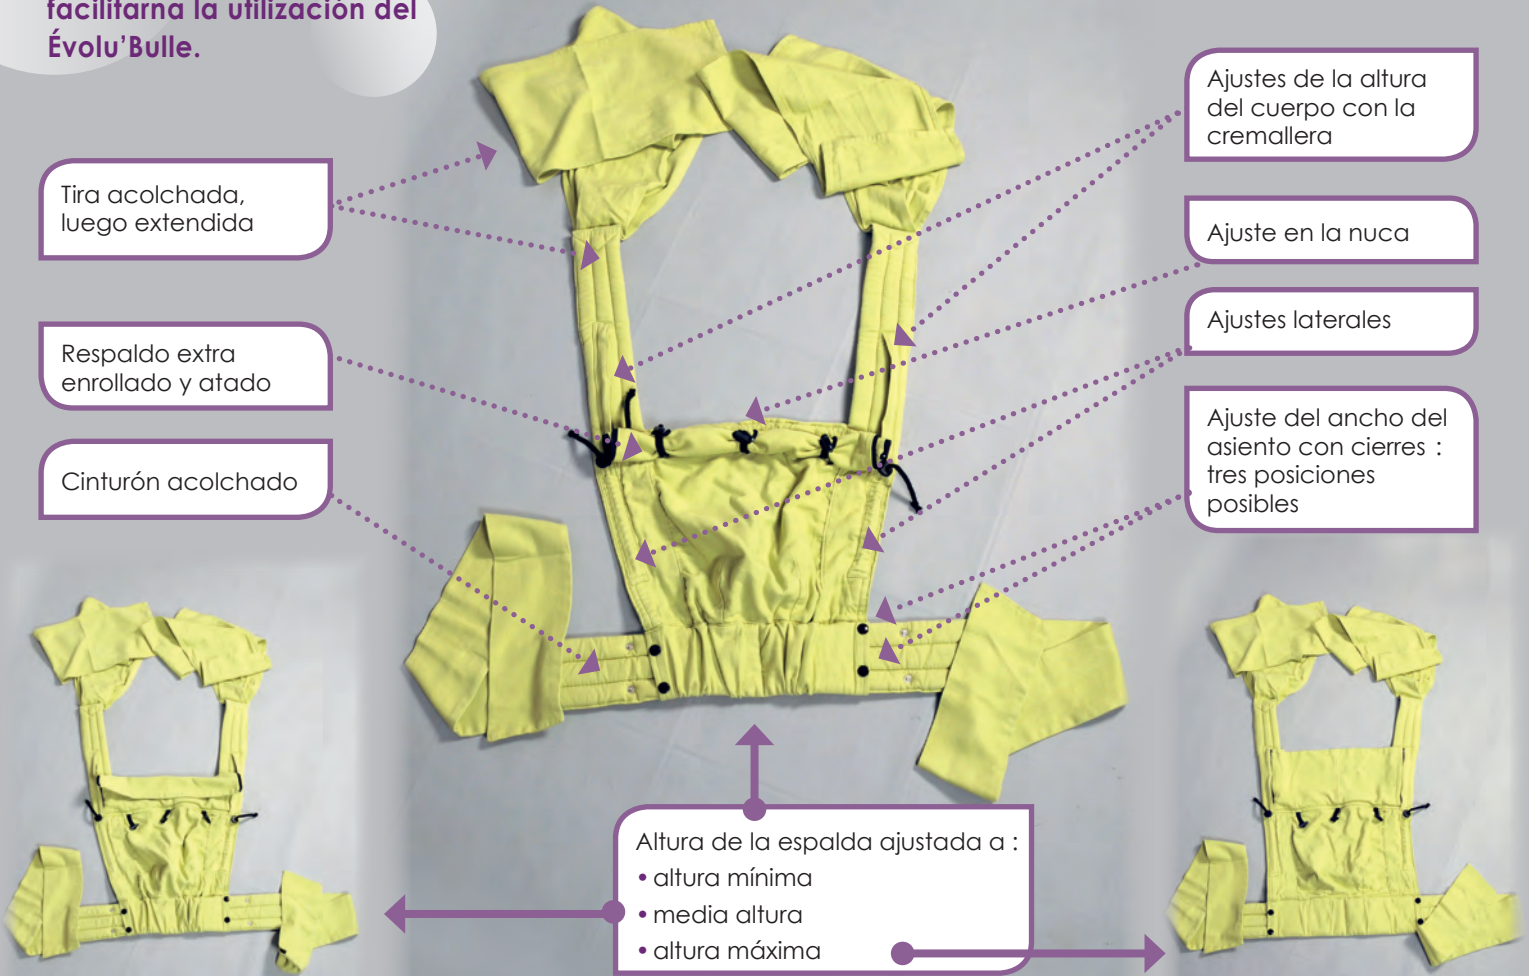 facilitarna la utilización del
Évolu’Bulle.
Tira acolchada,
luego extendida
Respaldo extra
enrollado y atado
Cinturón acolchado
Ajustes de la altura
del cuerpo con la
cremallera
Ajuste en la nuca
Ajustes laterales
Ajuste del ancho del
asiento con cierres :
tres posiciones
posibles
Altura de la espalda ajustada a :
• altura mínima
• media altura
• altura máxima